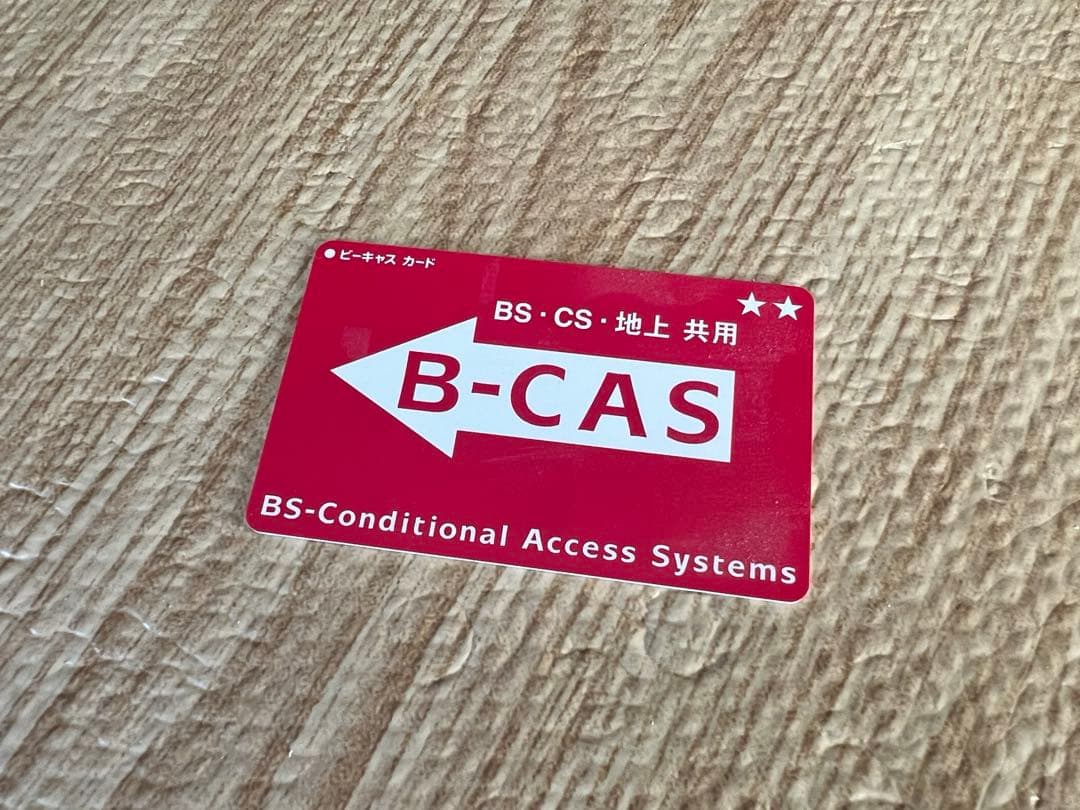 ●ビーキャス カード
★★
BS・CS・地上 共用
B-CAS
BS-Conditional Access Systems